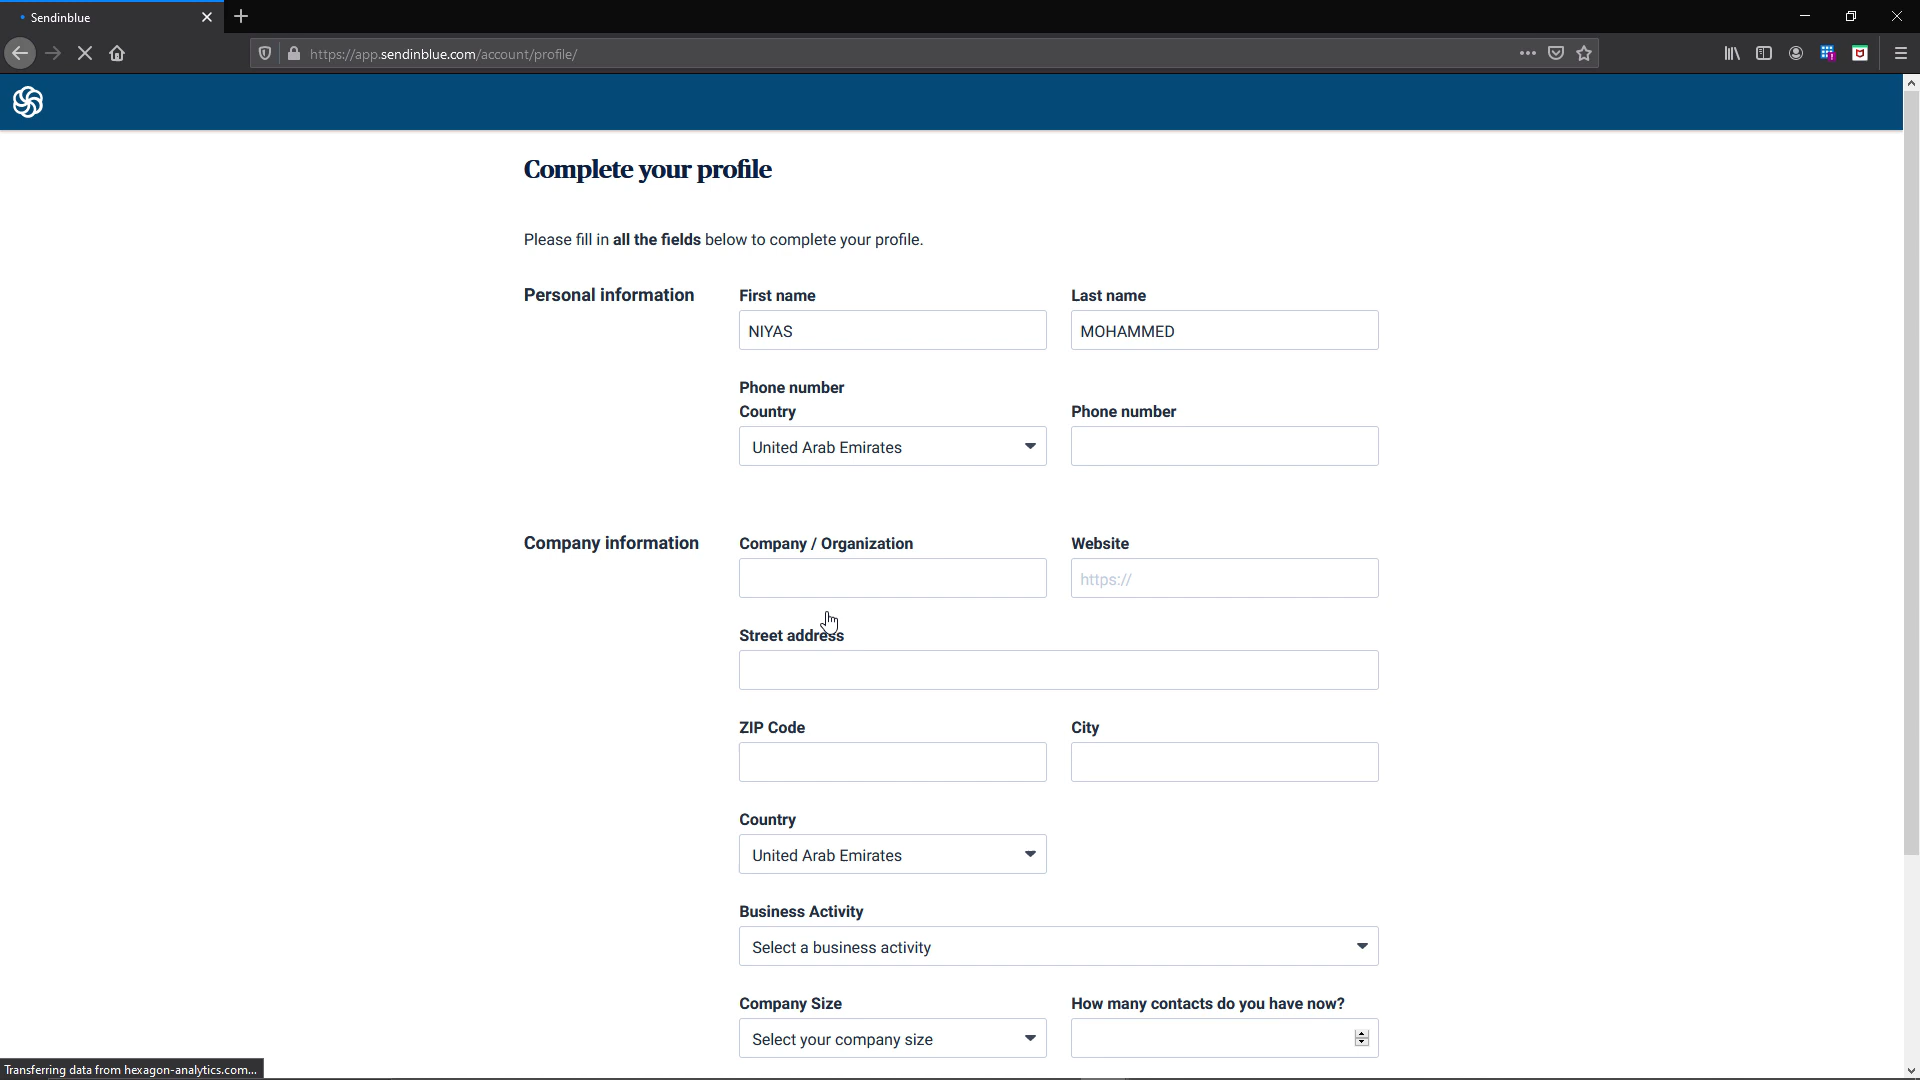 Sendinblue
https://app.sendinblue.com/account/profile/
Complete your profile
Please fill in all the fields below to complete your profile.
Personal information
First name
Last name
NIYAS
MOHAMMED
Phone number
Country
Phone number
United Arab Emirates
Company information
Company / Organization
Website
https://
Street address
ZIP Code
City
Country
United Arab Emirates
Business Activity
Select a business activity
Company Size
How many contacts do you have now?
Select your company size
Transferring data from hexagon-analytics.com...